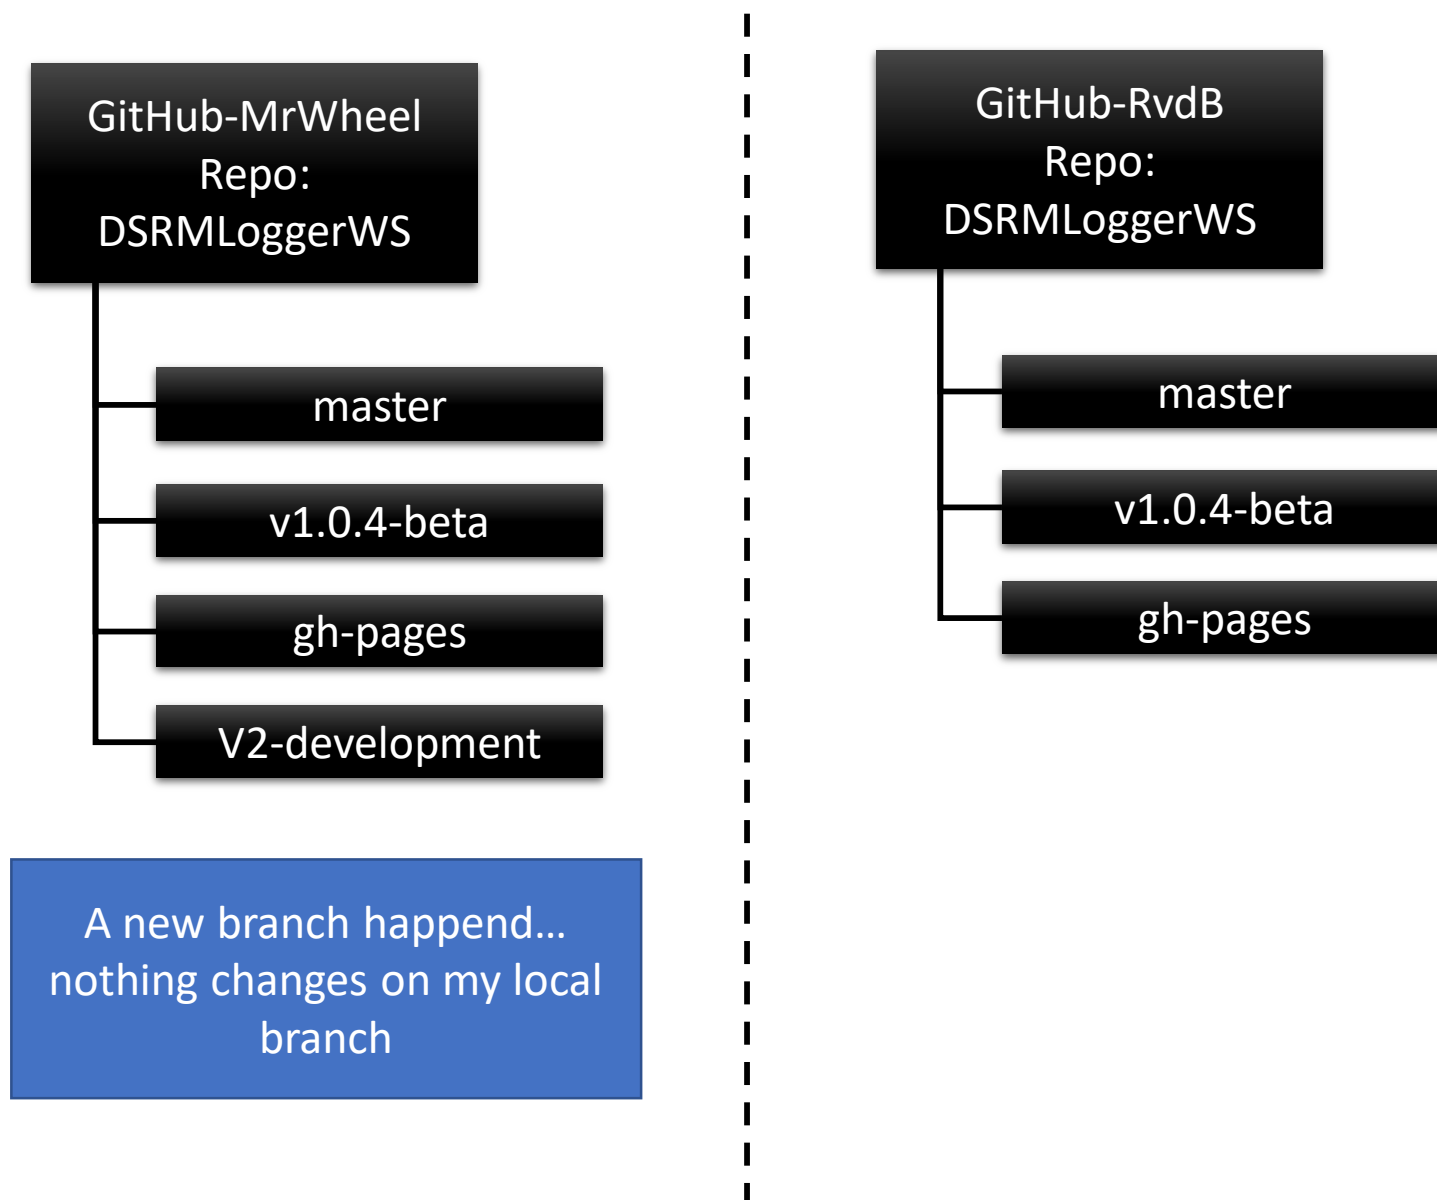 GitHub-MrWheel
Repo:
DSRMLoggerWS
master
v1.0.4-beta
gh-pages
V2-development
A new branch happend...
nothing changes on my local
branch
GitHub-RvdB
Repo:
DSRMLoggerWS
master
v1.0.4-beta
gh-pages